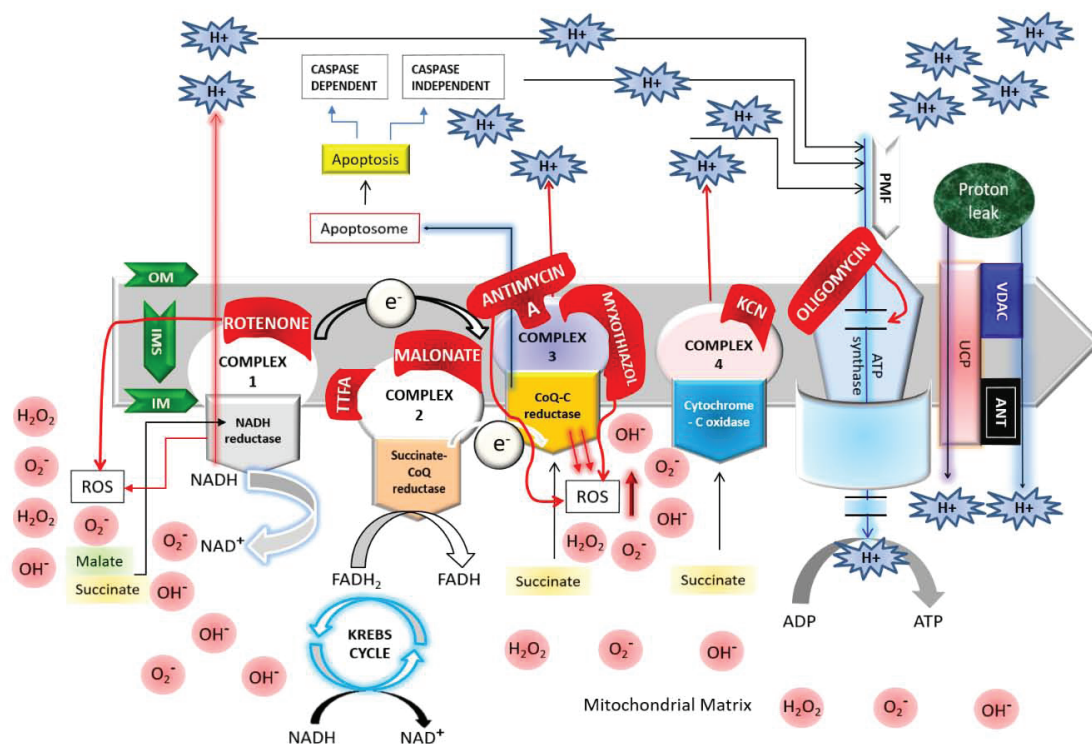 H+
H+
H+
H+
H+
H+
H+
H+
H+
H+
H+
H+
CASPASE
DEPENDENT
CASPASE
INDEPENDENT
Apoptosis
Apoptosome
PMF
Proton
leak
OM
IMS
IM
ROTENONE
COMPLEX
1
NADH
reductase
e-
TTFA
MALONATE
COMPLEX
2
Succinate-
CoQ
reductase
e-
ANTIMYCIN
A
MYXOTHIAZOL
COMPLEX
3
CoQ-C
reductase
KCN
COMPLEX
4
Cytochrome
- C oxidase
OLIGOMYCIN
ATP
synthase
UCP
VDAC
ANT
H2O2
O2-
H2O2
OH-
ROS
O2-
Malate
Succinate
NADH
NAD+
O2-
OH-
OH-
O2-
OH-
FADH2
FADH
KREBS
CYCLE
NADH
NAD+
ROS
OH-
O2-
OH-
H2O2
O2-
Succinate
Succinate
H2O2
O2-
OH-
H+
H+
H+
ADP
ATP
Mitochondrial Matrix
H2O2
O2-
OH-